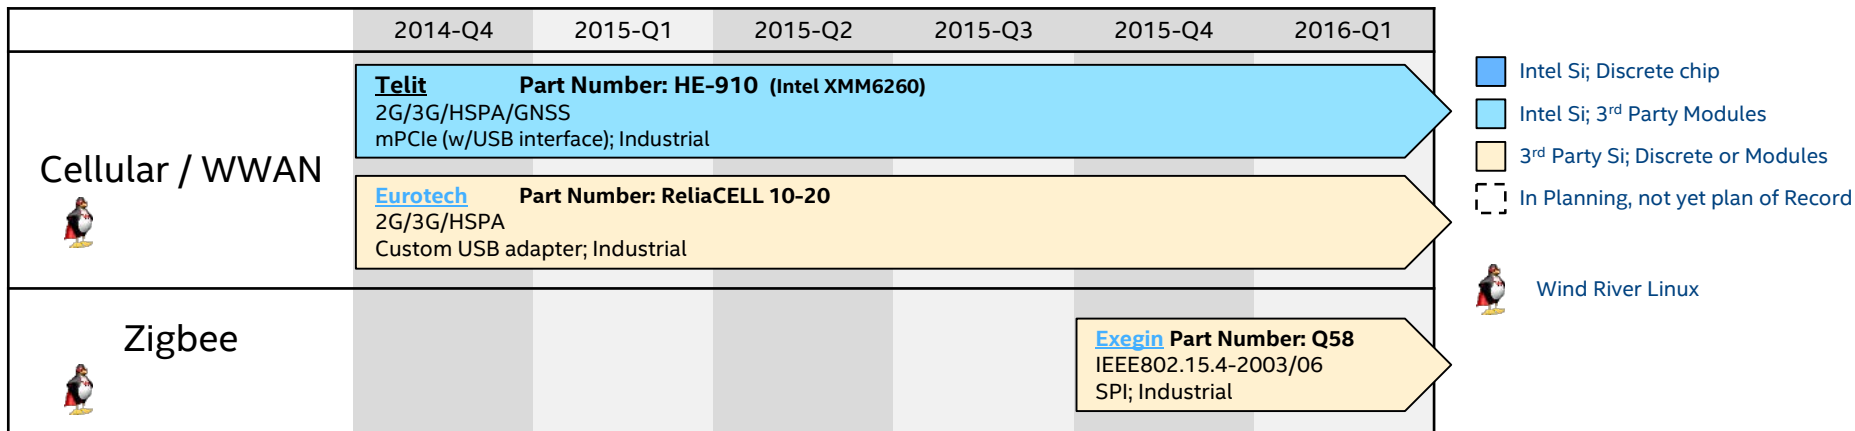 2014-Q4 2015-Q1 2015-Q2 2015-Q3 2015-Q4 2016-Q1
Cellular / WWAN
Telit Part Number: HE-910 (Intel XMM6260)
2G/3G/HSPA/GNSS
mPCIe (w/USB interface); Industrial
Eurotech Part Number: ReliaCELL 10-20
2G/3G/HSPA
Custom USB adapter; Industrial
Zigbee
Exegin Part Number: Q58
IEEE802.15.4-2003/06
SPI; Industrial
Intel Si; Discrete chip
Intel Si; 3rd Party Modules
3rd Party Si; Discrete or Modules
In Planning, not yet plan of Record
Wind River Linux